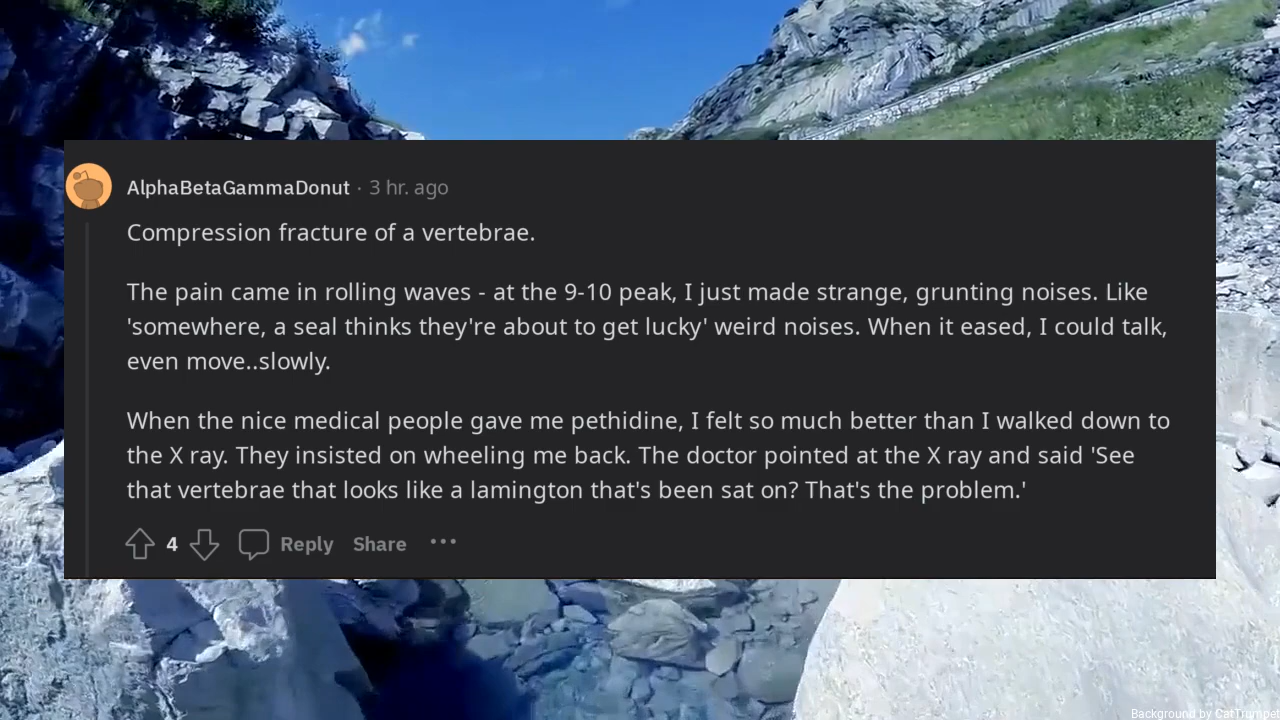 AlphaBetaGammaDonut · 3 hr. ago
Compression fracture of a vertebrae.
The pain came in rolling waves - at the 9-10 peak, I just made strange, grunting noises. Like
'somewhere, a seal thinks they're about to get lucky' weird noises. When it eased, I could talk,
even move..slowly.
When the nice medical people gave me pethidine, I felt so much better than I walked down to
the X ray. They insisted on wheeling me back. The doctor pointed at the X ray and said 'See
that vertebrae that looks like a lamington that's been sat on? That's the problem.'
4 Reply Share
Background by CatTrumpet